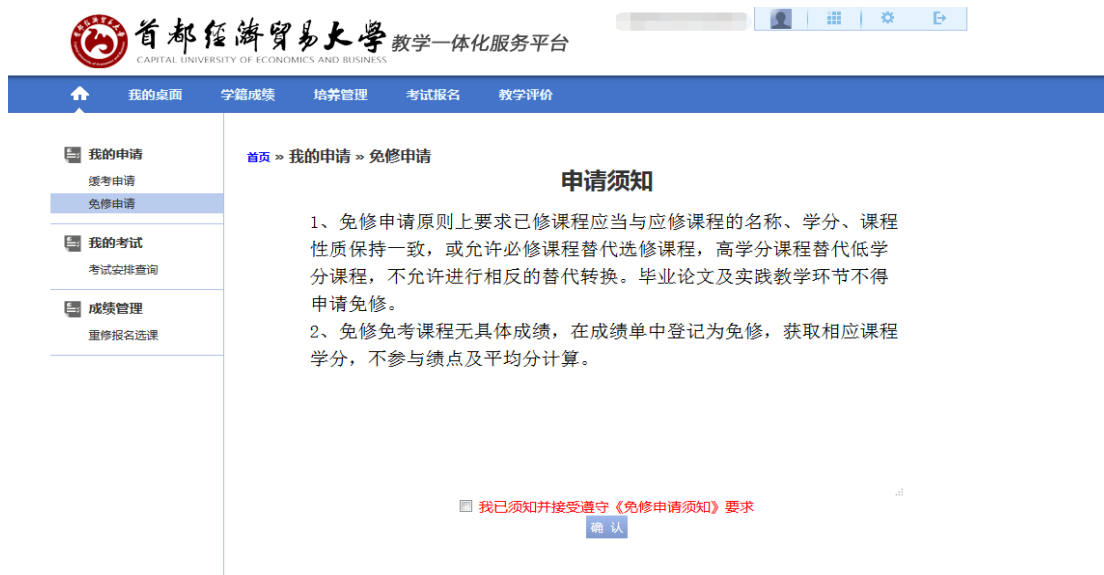 首都经济贸易大学 教学一体化服务平台
CAPITAL UNIVERSITY OF ECONOMICS AND BUSINESS
我的桌面 学籍成绩 培养管理 考试报名 教学评价
我的申请
缓考申请
免修申请
我的考试
考试安排查询
成绩管理
重修报名选课
首页 » 我的申请 » 免修申请
申请须知
1、免修申请原则上要求已修课程应当与应修课程的名称、学分、课程
性质保持一致，或允许必修课程替代选修课程，高学分课程替代低学
分课程，不允许进行相反的替代转换。毕业论文及实践教学环节不得
申请免修。
2、免修免考课程无具体成绩，在成绩单中登记为免修，获取相应课程
学分，不参与绩点及平均分计算。
我已须知并接受遵守《免修申请须知》要求
确 认